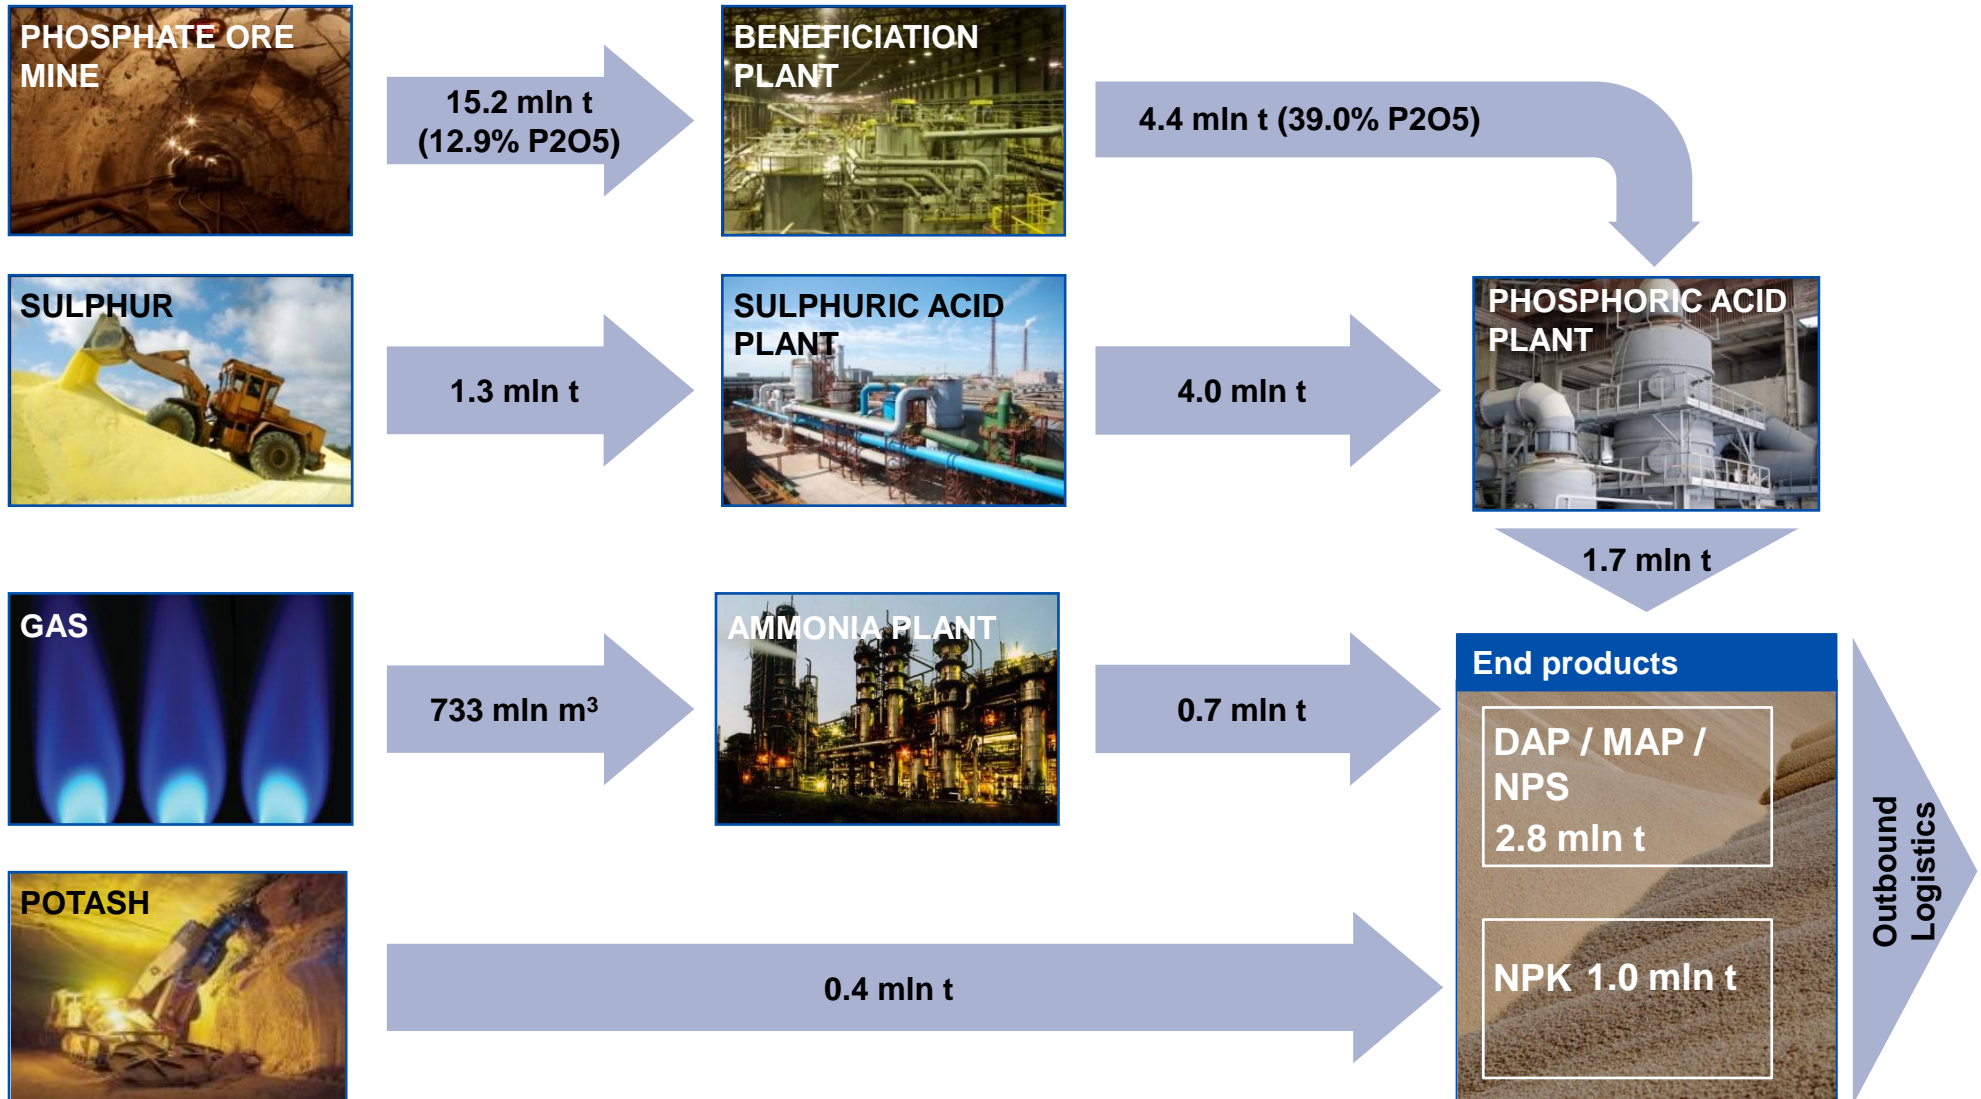 PHOSPHATE ORE
MINE
15.2 mln t
(12.9% P2O5)
BENEFICIATION
PLANT
4.4 mln t (39.0% P2O5)
SULPHUR
1.3 mln t
SULPHURIC ACID
PLANT
4.0 mln t
PHOSPHORIC ACID
PLANT
1.7 mln t
GAS
733 mln m³
AMMONIA PLANT
0.7 mln t
End products
DAP / MAP /
NPS
2.8 mln t
POTASH
0.4 mln t
NPK 1.0 mln t
Outbound
Logistics